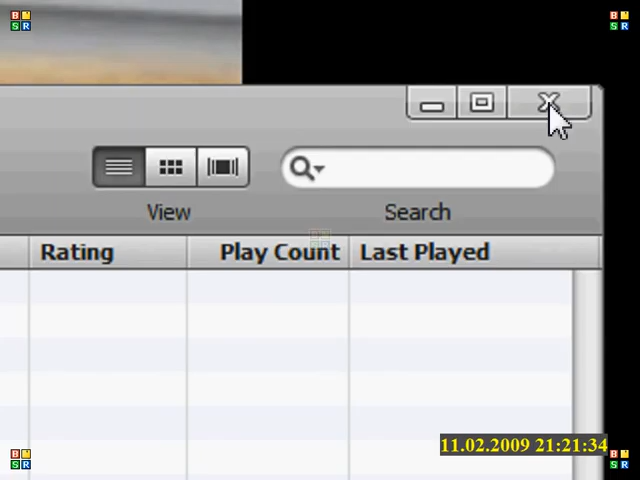 B
S R
B
S R
View
Search
Rating
Play Count
Last Played
11.02.2009 21:21:34
B
S R
B
S R